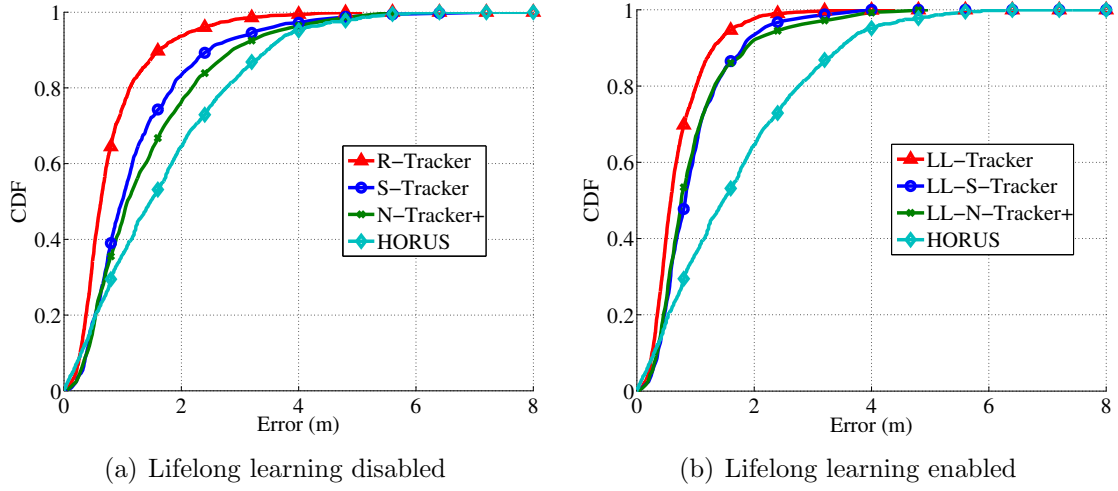 1
0.8
0.6
0.4
0.2
0
CDF
0 2 4 6 8
Error (m)
R-Tracker
S-Tracker
N-Tracker+
HORUS
(a) Lifelong learning disabled
1
0.8
0.6
0.4
0.2
0
CDF
0 2 4 6 8
Error (m)
LL-Tracker
LL-S-Tracker
LL-N-Tracker+
HORUS
(b) Lifelong learning enabled